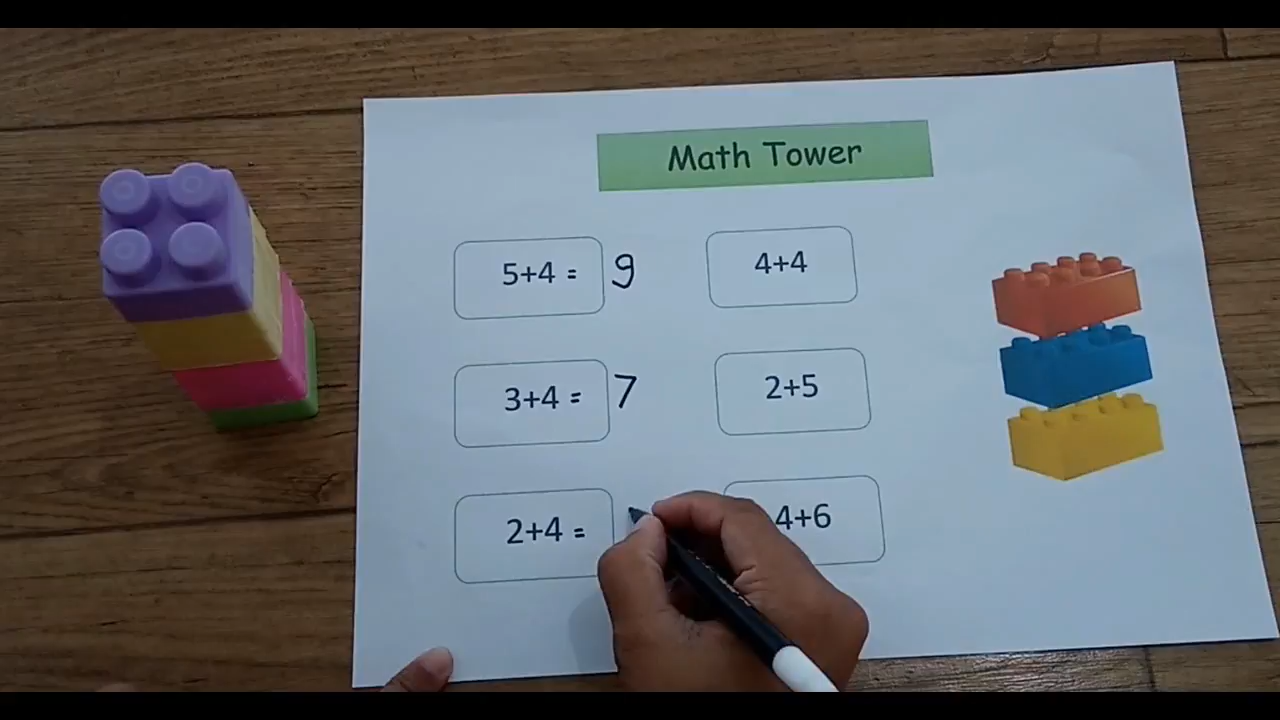 Math Tower
5+4 = 9
4+4
3+4 = 7
2+5
2+4 =
4+6